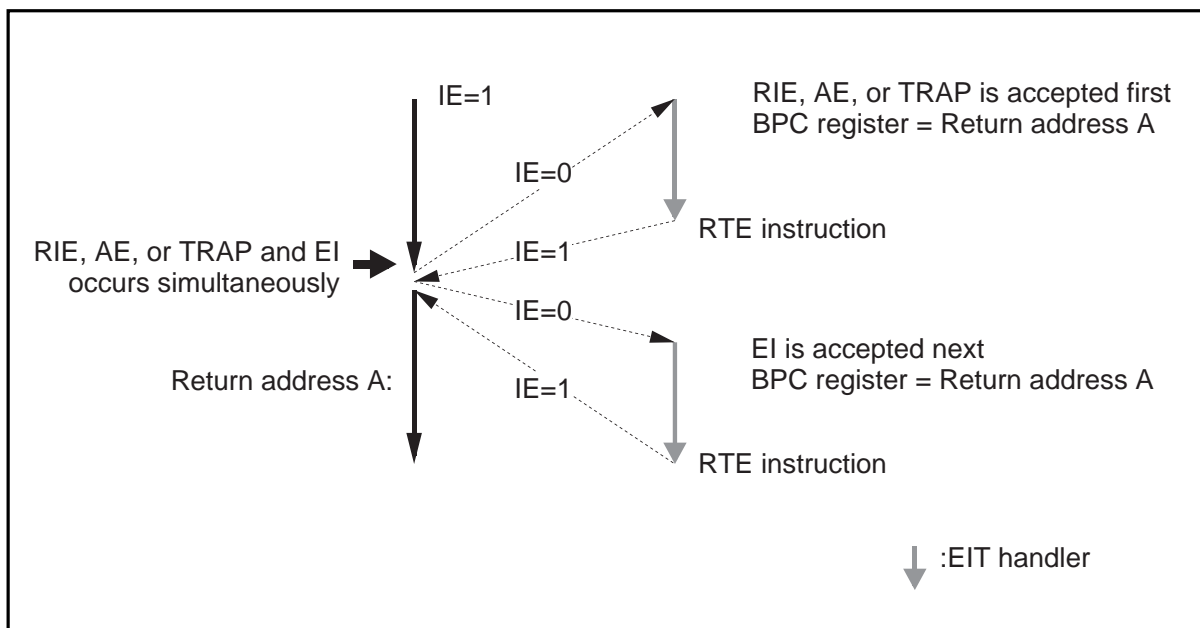 IE=1
RIE, AE, or TRAP is accepted first
BPC register = Return address A
IE=0
RTE instruction
RIE, AE, or TRAP and EI
occurs simultaneously
IE=1
IE=0
EI is accepted next
BPC register = Return address A
Return address A:
IE=1
RTE instruction
:EIT handler